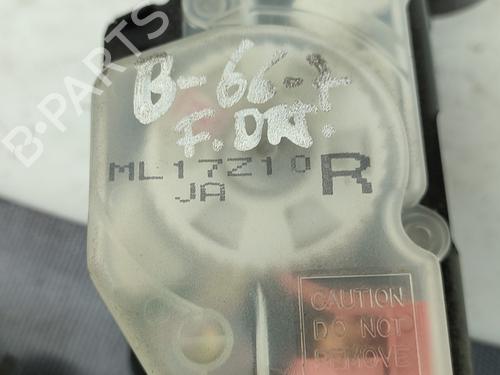 B-66-7
F.DRT.
ML17Z10 R
JA
CAUTION
DO NOT
REMOVE
B-PARTS